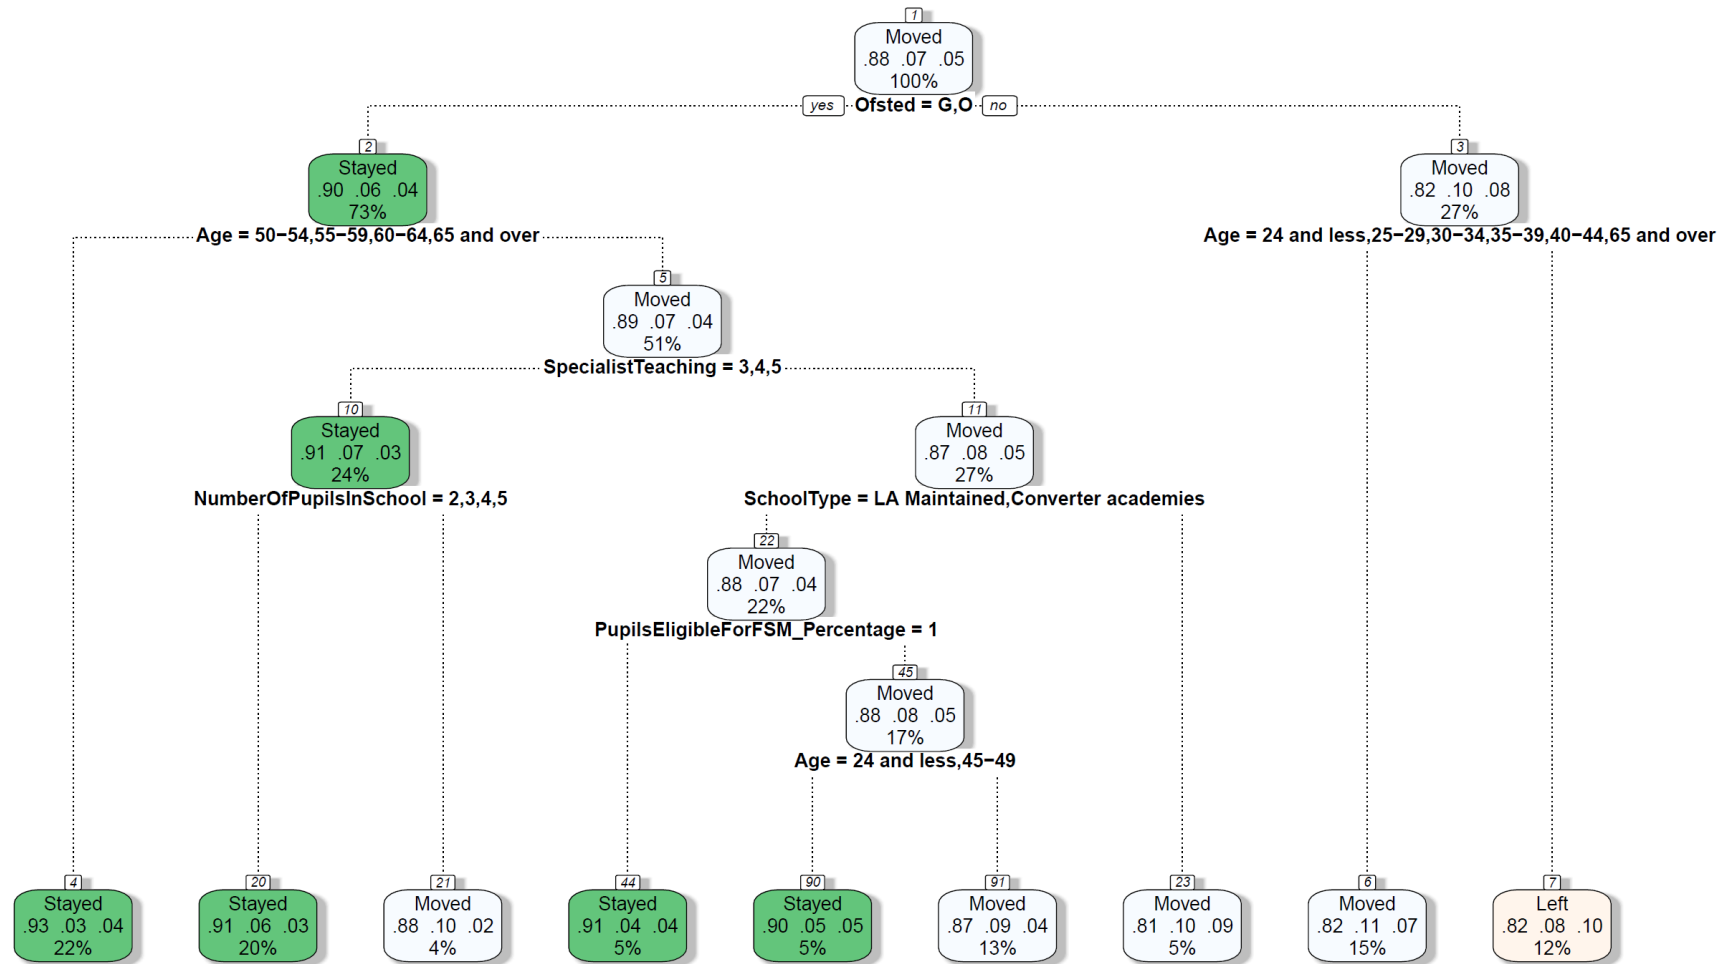 1
Moved
.88 .07 .05
100%
yes Ofsted = G,O no
2
Stayed
.90 .06 .04
73%
3
Moved
.82 .10 .08
27%
Age = 50−54,55−59,60−64,65 and over
Age = 24 and less,25−29,30−34,35−39,40−44,65 and over
5
Moved
.89 .07 .04
51%
SpecialistTeaching = 3,4,5
10
Stayed
.91 .07 .03
24%
11
Moved
.87 .08 .05
27%
NumberOfPupilsInSchool = 2,3,4,5
SchoolType = LA Maintained,Converter academies
22
Moved
.88 .07 .04
22%
PupilsEligibleForFSM_Percentage = 1
45
Moved
.88 .08 .05
17%
Age = 24 and less,45−49
4
Stayed
.93 .03 .04
22%
20
Stayed
.91 .06 .03
20%
21
Moved
.88 .10 .02
4%
44
Stayed
.91 .04 .04
5%
90
Stayed
.90 .05 .05
5%
91
Moved
.87 .09 .04
13%
23
Moved
.81 .10 .09
5%
6
Moved
.82 .11 .07
15%
7
Left
.82 .08 .10
12%